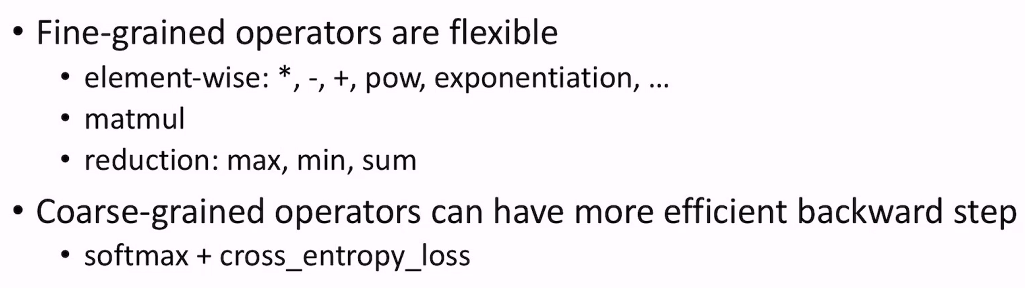 • Fine-grained operators are flexible
• element-wise: *, -, +, pow, exponentiation, ...
• matmul
• reduction: max, min, sum
• Coarse-grained operators can have more efficient backward step
• softmax + cross_entropy_loss